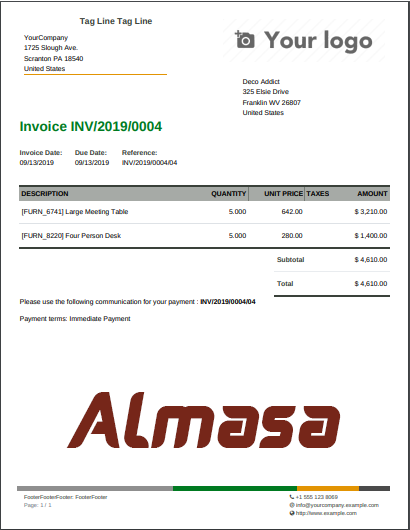 Tag Line Tag Line
Your logo
YourCompany
1725 Slough Ave.
Scranton PA 18540
United States
Deco Addict
325 Elsie Drive
Franklin WV 26807
United States
Invoice INV/2019/0004
Invoice Date: Due Date: Reference:
09/13/2019 09/13/2019 INV/2019/0004/04
DESCRIPTION QUANTITY UNIT PRICE TAXES AMOUNT
[FURN_6741] Large Meeting Table 5.000 642.00 $ 3,210.00
[FURN_8220] Four Person Desk 5.000 280.00 $ 1,400.00
Subtotal $ 4,610.00
Total $ 4,610.00
Please use the following communication for your payment : INV/2019/0004/04
Payment terms: Immediate Payment
Almasa
FooterFooterFooter: FooterFooter
Page: 1 / 1
+1 555 123 8069
info@yourcompany.example.com
http://www.example.com